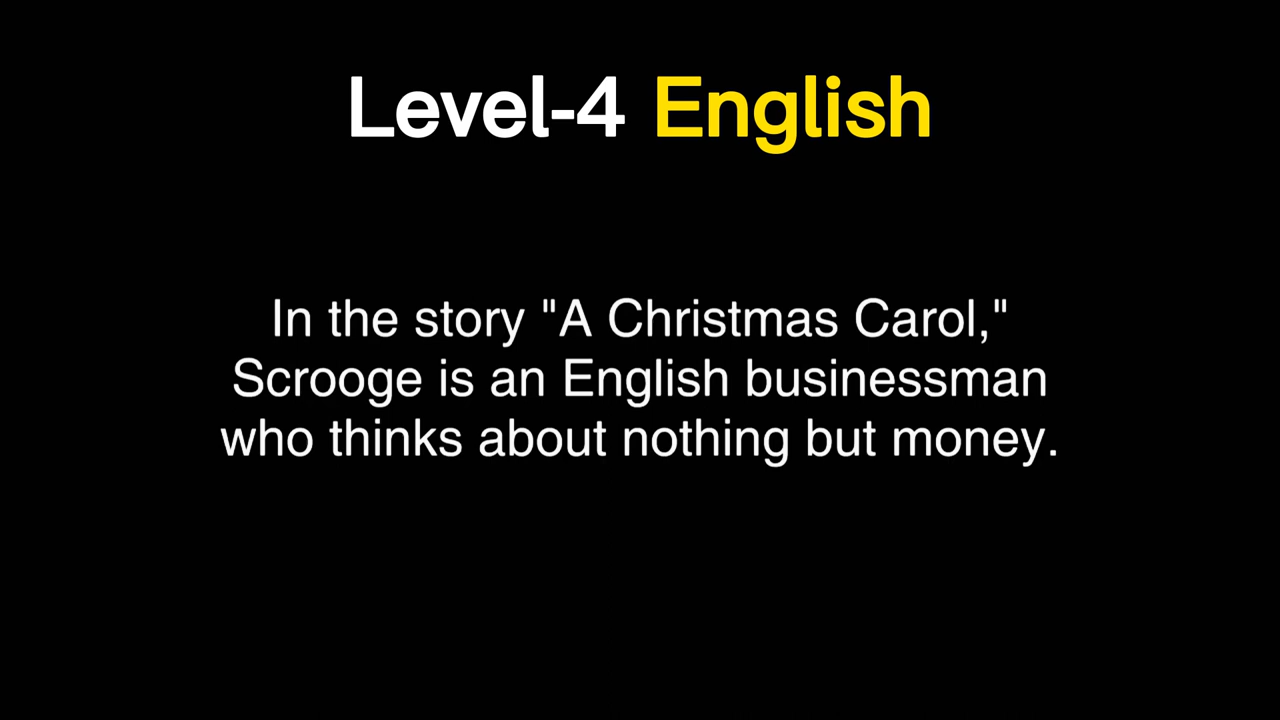 Level-4 English
In the story "A Christmas Carol,"
Scrooge is an English businessman
who thinks about nothing but money.